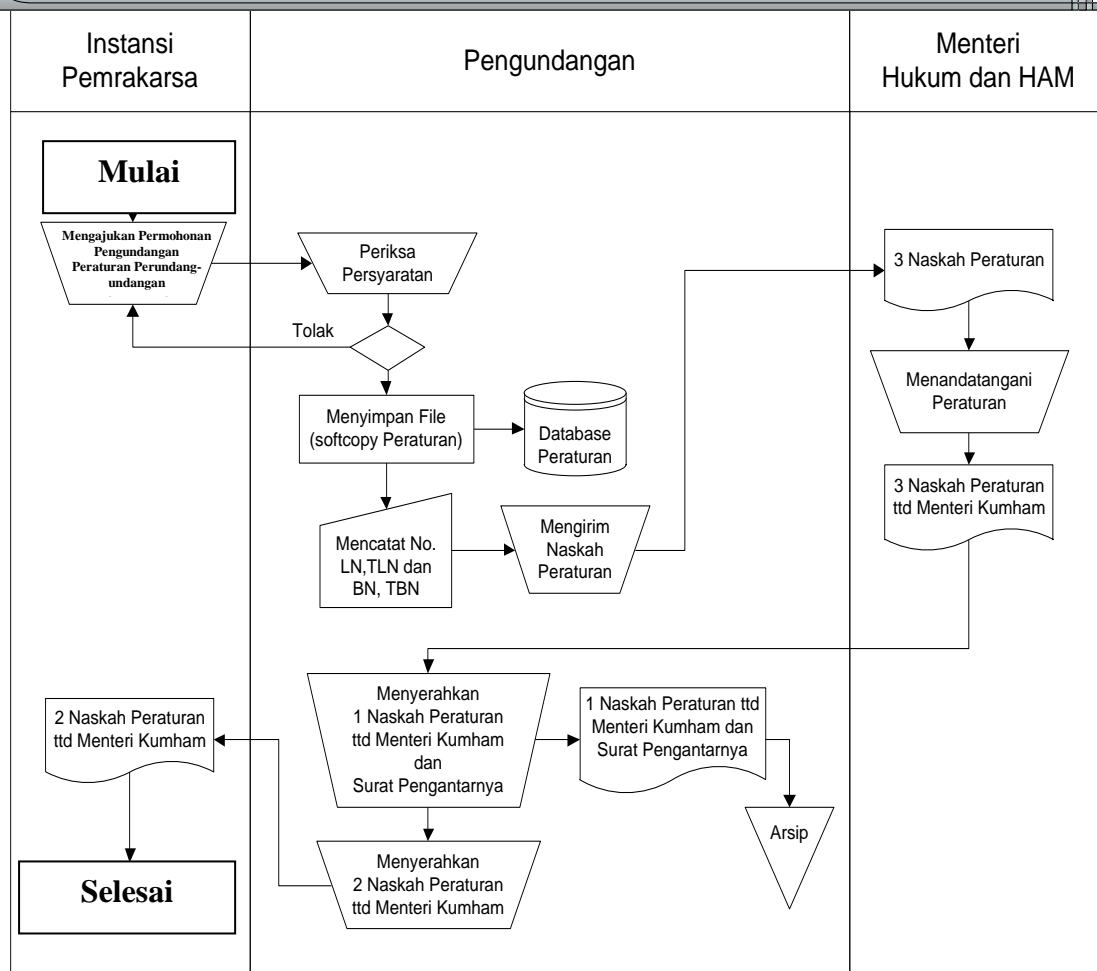 Instansi
Pemrakarsa
Pengundangan
Menteri
Hukum dan HAM
Mulai
Mengajukan Permohonan
Pengundangan
Peraturan Perundang-
undangan
Periksa
Persyaratan
Tolak
Menyimpan File
(softcopy Peraturan)
Database
Peraturan
Mencatat No.
LN,TLN dan
BN, TBN
Mengirim
Naskah
Peraturan
3 Naskah Peraturan
Menandatangani
Peraturan
3 Naskah Peraturan
ttd Menteri Kumham
Menyerahkan
1 Naskah Peraturan
ttd Menteri Kumham
dan
Surat Pengantarnya
1 Naskah Peraturan ttd
Menteri Kumham dan
Surat Pengantarnya
Arsip
Menyerahkan
2 Naskah Peraturan
ttd Menteri Kumham
2 Naskah Peraturan
ttd Menteri Kumham
Selesai